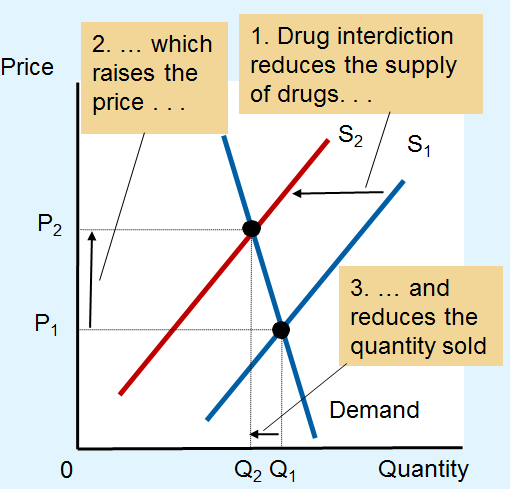 2. … which
raises the
price . . .
1. Drug interdiction
reduces the supply
of drugs. . .
Price
S2
S1
P2
P1
3. … and
reduces the
quantity sold
Demand
0
Q2 Q1
Quantity